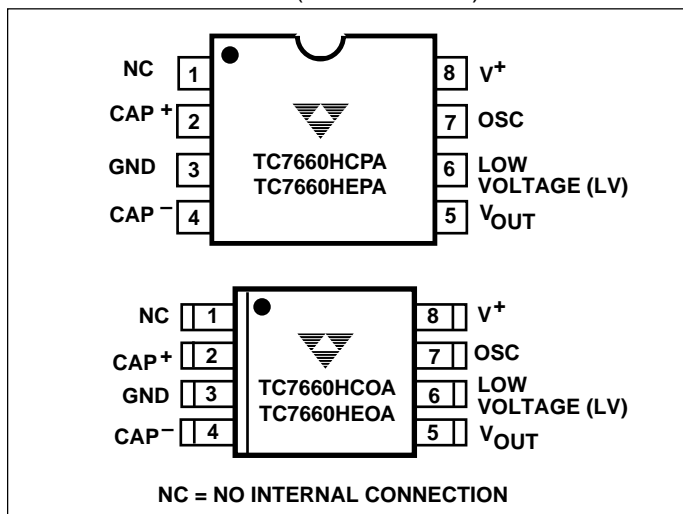 NC 1 8 V+
CAP + 2 7 OSC
GND 3 6 LOW
VOLTAGE (LV)
CAP – 4 5 VOUT
TC7660HCPA
TC7660HEPA
NC 1 8 V+
CAP+ 2 7 OSC
GND 3 6 LOW
VOLTAGE (LV)
CAP– 4 5 VOUT
TC7660HCOA
TC7660HEOA
NC = NO INTERNAL CONNECTION